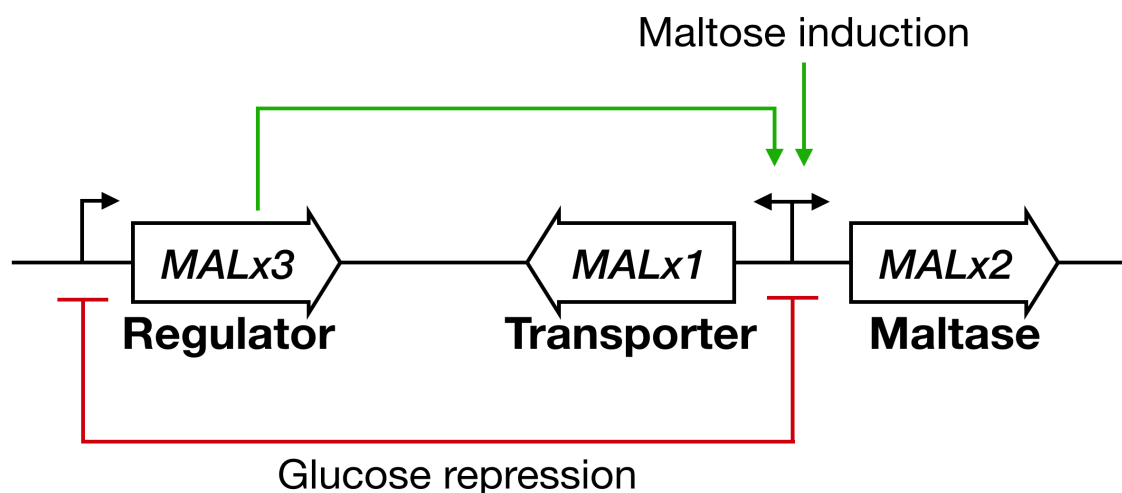 Maltose induction
MALx3
MALx1
MALx2
Regulator
Transporter
Maltase
Glucose repression